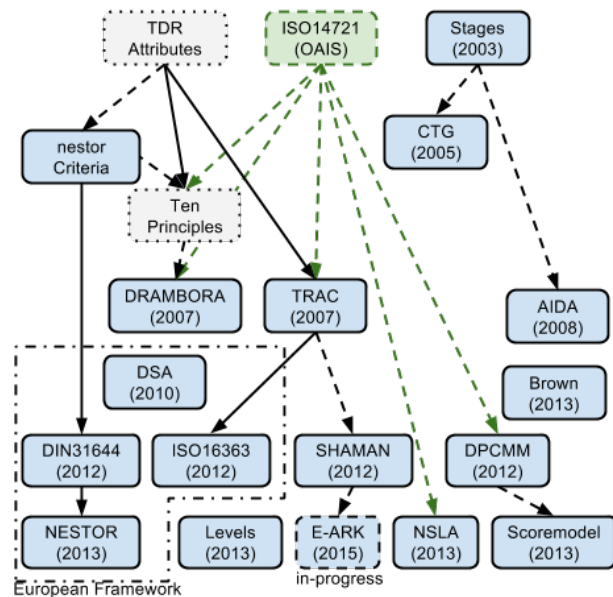 TDR
Attributes
ISO14721
(OAIS)
Stages
(2003)
CTG
(2005)
nestor
Criteria
Ten
Principles
DRAMBORA
(2007)
TRAC
(2007)
AIDA
(2008)
DSA
(2010)
Brown
(2013)
DIN31644
(2012)
ISO16363
(2012)
SHAMAN
(2012)
DPCMM
(2012)
NESTOR
(2013)
Levels
(2013)
E-ARK
(2015)
NSLA
(2013)
Scoremodel
(2013)
in-progress
European Framework